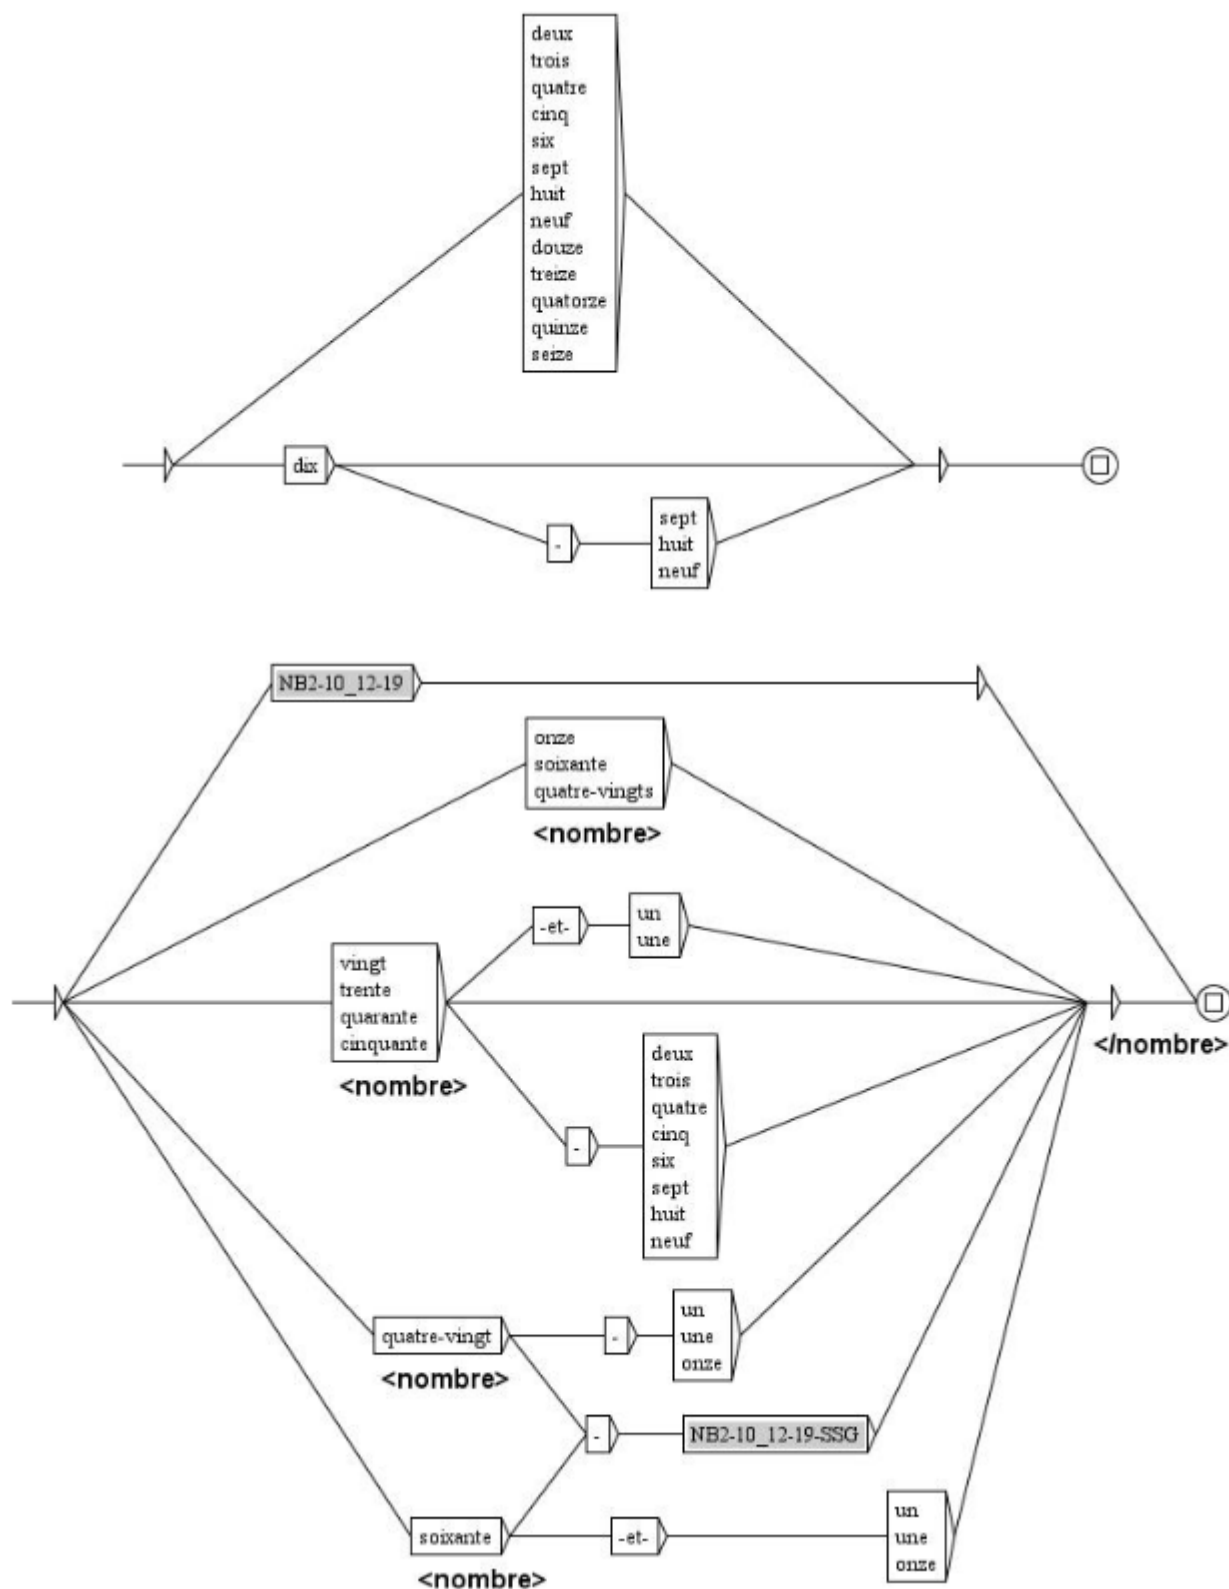 deux
trois
quatre
cinq
six
sept
huit
neuf
douze
treize
quatorze
quinze
seize
dix
-
sept
huit
neuf
NB2-10_12-19
onze
soixante
quatre-vingts
<nombre>
-et-
un
une
vingt
trente
quarante
cinquante
<nombre>
</nombre>
-
deux
trois
quatre
cinq
six
sept
huit
neuf
quatre-vingt
<nombre>
-
un
une
onze
-
NB2-10_12-19-SSG
soixante
<nombre>
-et-
un
une
onze